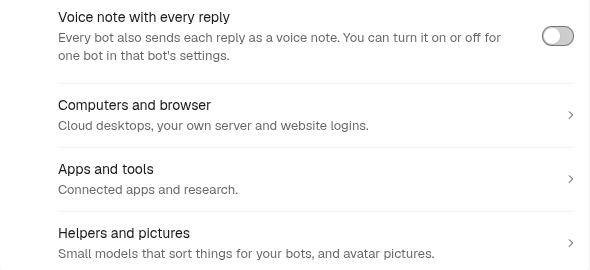 Voice note with every reply
Every bot also sends each reply as a voice note. You can turn it on or off for
one bot in that bot's settings.
Computers and browser
Cloud desktops, your own server and website logins.
Apps and tools
Connected apps and research.
Helpers and pictures
Small models that sort things for your bots, and avatar pictures.